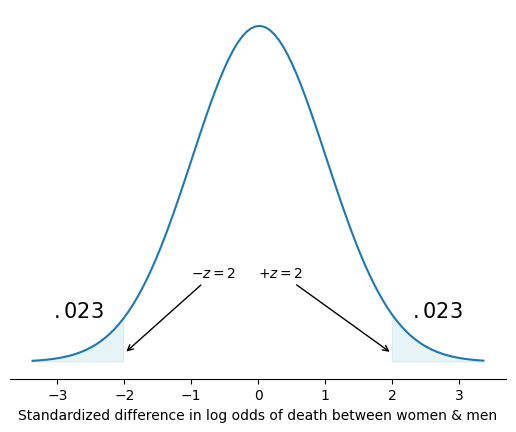 −z = 2 +z = 2
.023 .023
−3 −2 −1 0 1 2 3
Standardized difference in log odds of death between women & men